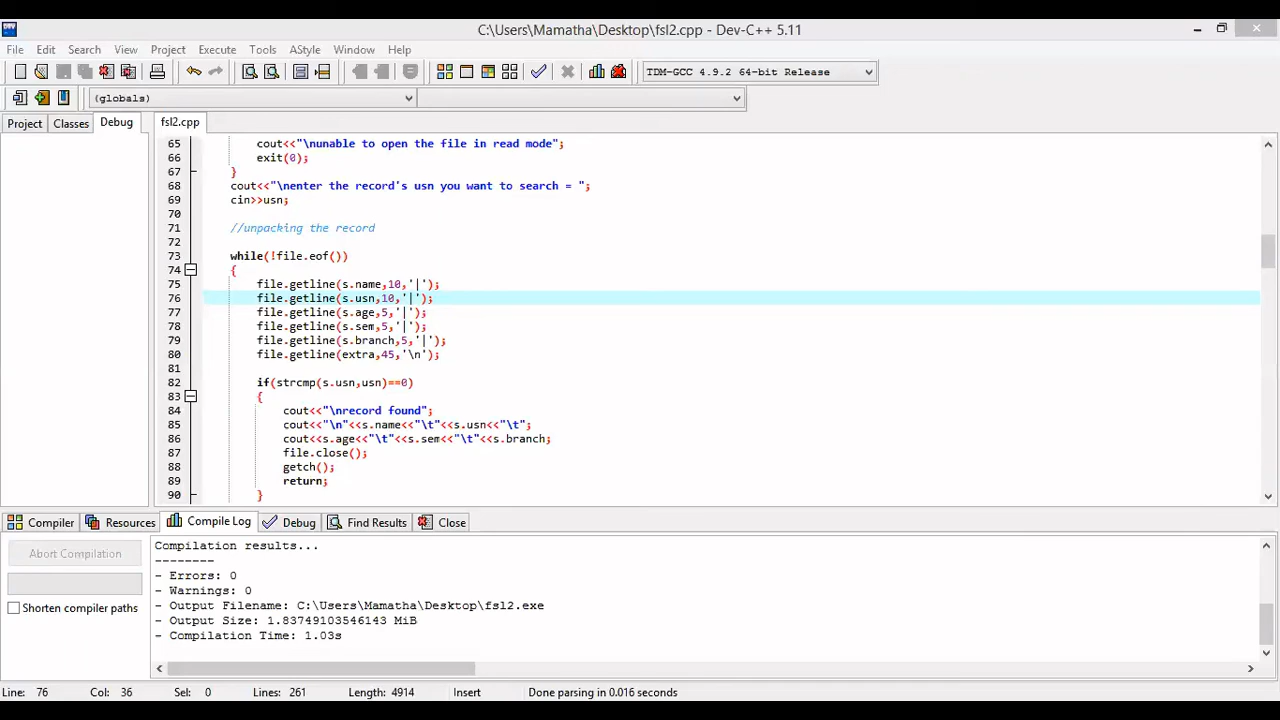 C:\Users\Mamatha\Desktop\fsl2.cpp - Dev-C++ 5.11
File Edit Search View Project Execute Tools AStyle Window Help
TDM-GCC 4.9.2 64-bit Release
(globals)
Project Classes Debug fsl2.cpp
65 cout<<"\nunable to open the file in read mode";
66 exit(0);
67 }
68 cout<<"\nenter the record's usn you want to search = ";
69 cin>>usn;
70
71 //unpacking the record
72
73 while(!file.eof())
74 {
75 file.getline(s.name,10,'|');
76 file.getline(s.usn,10,'|');
77 file.getline(s.age,5,'|');
78 file.getline(s.sem,5,'|');
79 file.getline(s.branch,5,'|');
80 file.getline(extra,45,'\n');
81
82 if(strcmp(s.usn,usn)==0)
83 {
84 cout<<"\nrecord found";
85 cout<<"\n"<<s.name<<"\t"<<s.usn<<"\t";
86 cout<<s.age<<"\t"<<s.sem<<"\t"<<s.branch;
87 file.close();
88 getch();
89 return;
90 }
Compiler Resources Compile Log Debug Find Results Close
Abort Compilation
Shorten compiler paths
Compilation results...
--------
- Errors: 0
- Warnings: 0
- Output Filename: C:\Users\Mamatha\Desktop\fsl2.exe
- Output Size: 1.83749103546143 MiB
- Compilation Time: 1.03s
Line: 76 Col: 36 Sel: 0 Lines: 261 Length: 4914 Insert Done parsing in 0.016 seconds